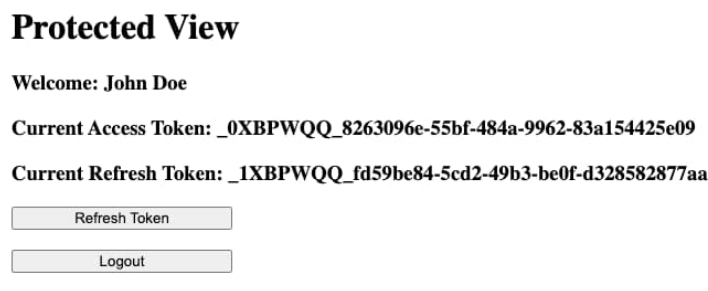 Protected View
Welcome: John Doe
Current Access Token: _0XBPWQQ_8263096e-55bf-484a-9962-83a154425e09
Current Refresh Token: _1XBPWQQ_fd59be84-5cd2-49b3-be0f-d328582877aa
Refresh Token
Logout